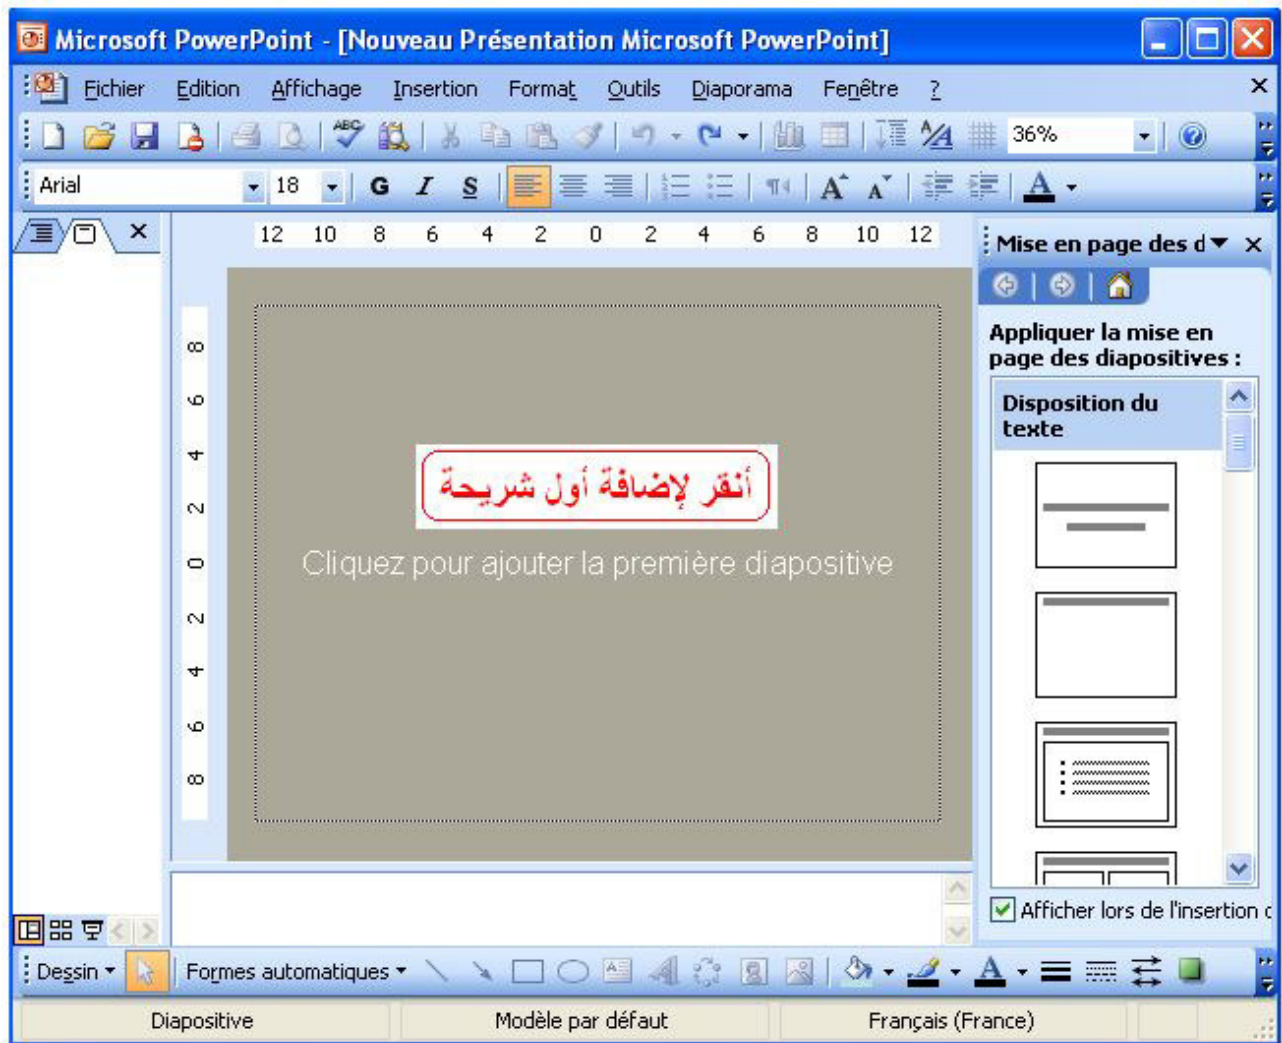 Microsoft PowerPoint - [Nouveau Présentation Microsoft PowerPoint]
Fichier Edition Affichage Insertion Format Outils Diaporama Fenêtre ?
ABC 36%
Arial 18 G I S A A A
12 10 8 6 4 2 0 2 4 6 8 10 12
Mise en page des d
8
6
4
2
0
2
4
6
8
أنقر لإضافة أول شريحة
Cliquez pour ajouter la première diapositive
Appliquer la mise en
page des diapositives :
Disposition du
texte
Afficher lors de l'insertion
Dessin Formes automatiques A
Diapositive Modèle par défaut Français (France)